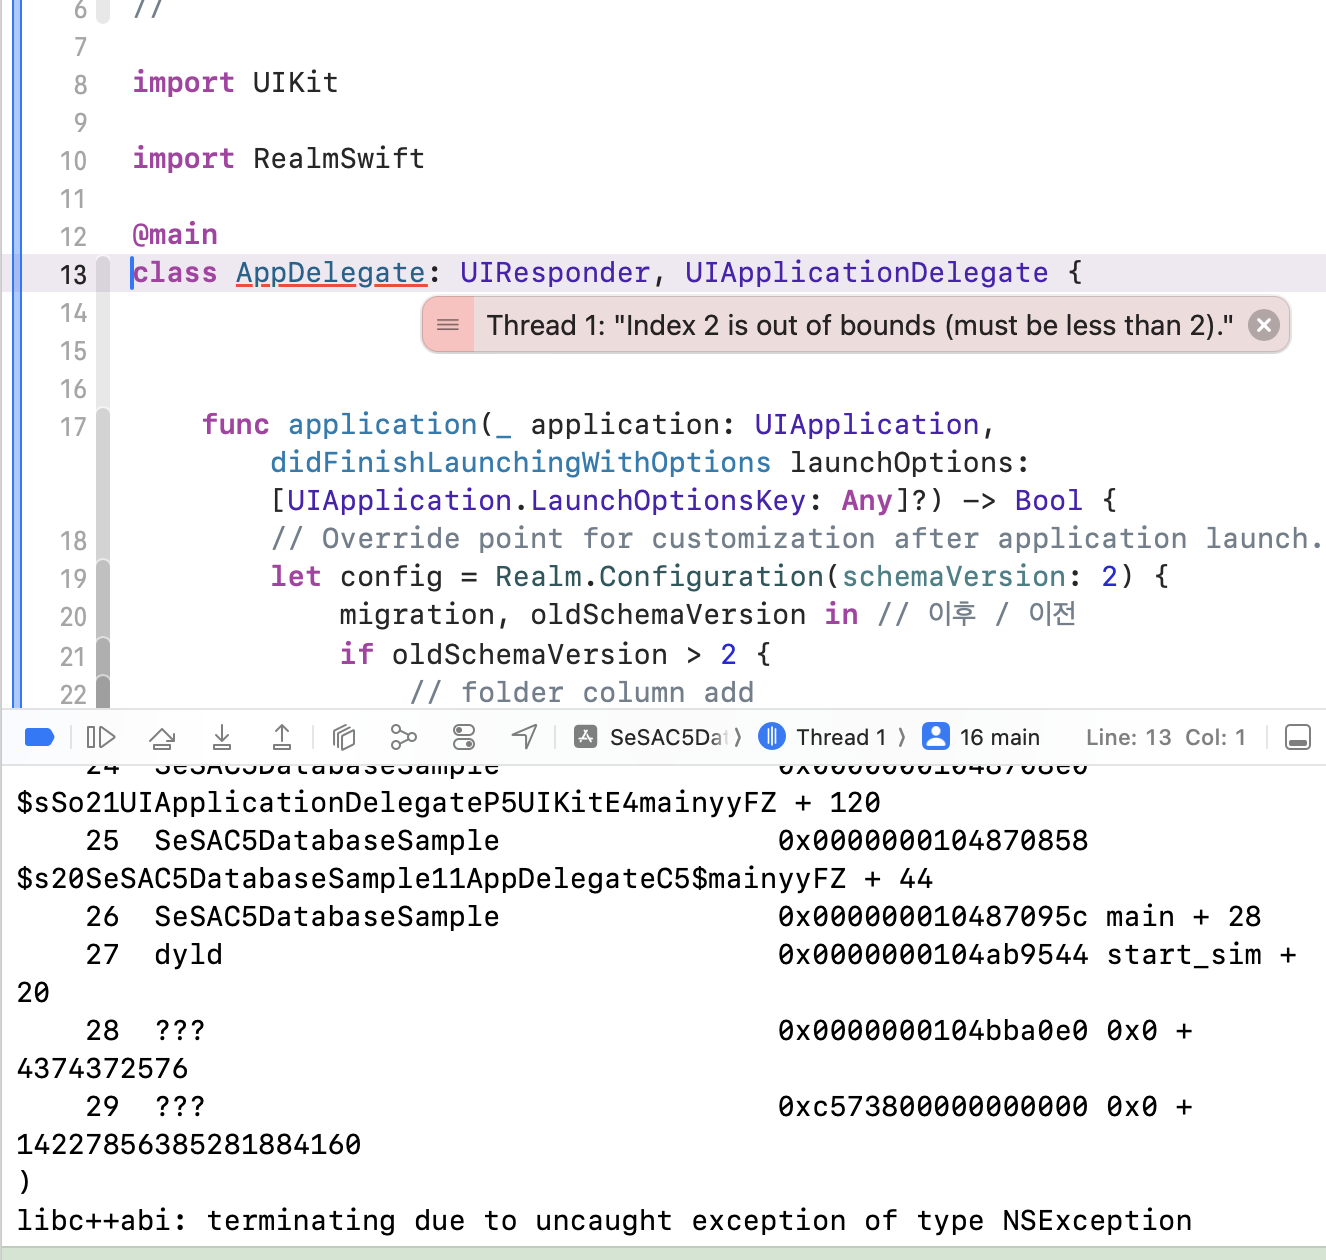 6 //
7
8 import UIKit
9
10 import RealmSwift
11
12 @main
13 class AppDelegate: UIResponder, UIApplicationDelegate {
14 Thread 1: "Index 2 is out of bounds (must be less than 2)."
15
16
17 func application(_ application: UIApplication,
didFinishLaunchingWithOptions launchOptions:
[UIApplication.LaunchOptionsKey: Any]?) -> Bool {
18 // Override point for customization after application launch.
19 let config = Realm.Configuration(schemaVersion: 2) {
20 migration, oldSchemaVersion in // 이후 / 이전
21 if oldSchemaVersion > 2 {
22 // folder column add
SeSAC5Dat Thread 1 16 main Line: 13 Col: 1
24 SeSAC5DatabaseSample 0x00000001048708e0
$sSo21UIApplicationDelegateP5UIKitE4mainyyFZ + 120
25 SeSAC5DatabaseSample 0x0000000104870858
$s20SeSAC5DatabaseSample11AppDelegateC5$mainyyFZ + 44
26 SeSAC5DatabaseSample 0x000000010487095c main + 28
27 dyld 0x0000000104ab9544 start_sim +
20
28 ??? 0x0000000104bba0e0 0x0 +
4374372576
29 ??? 0xc573800000000000 0x0 +
14227856385281884160
)
libc++abi: terminating due to uncaught exception of type NSException